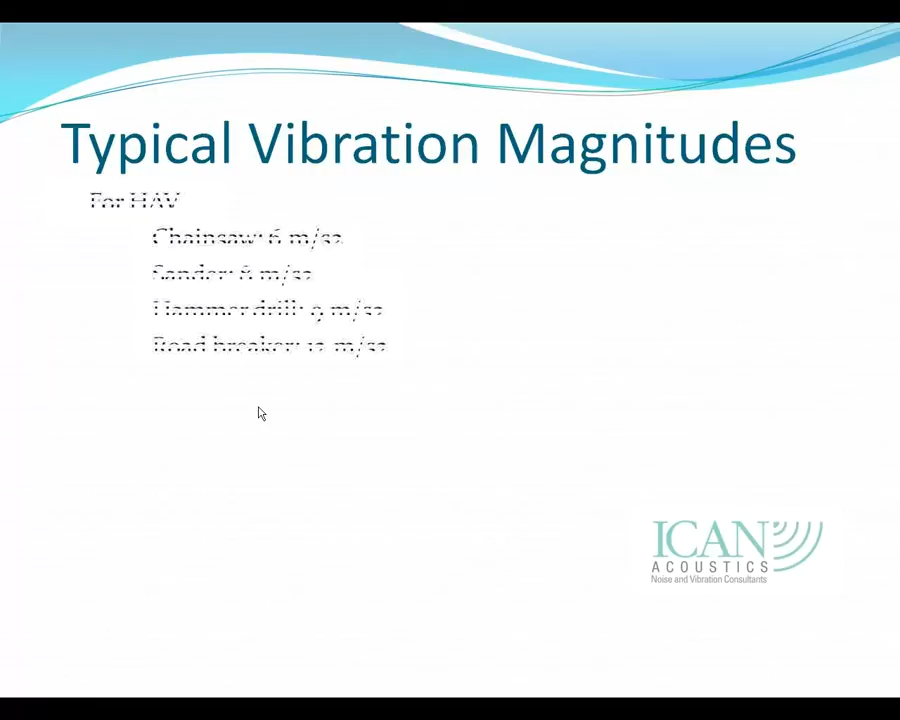 Typical Vibration Magnitudes
For HAV
Chainsaw: 6 m/s2
Sander: 8 m/s2
Hammer drill: 9 m/s2
Road breaker: 12 m/s2
ICAN
ACOUSTICS
Noise and Vibration Consultants